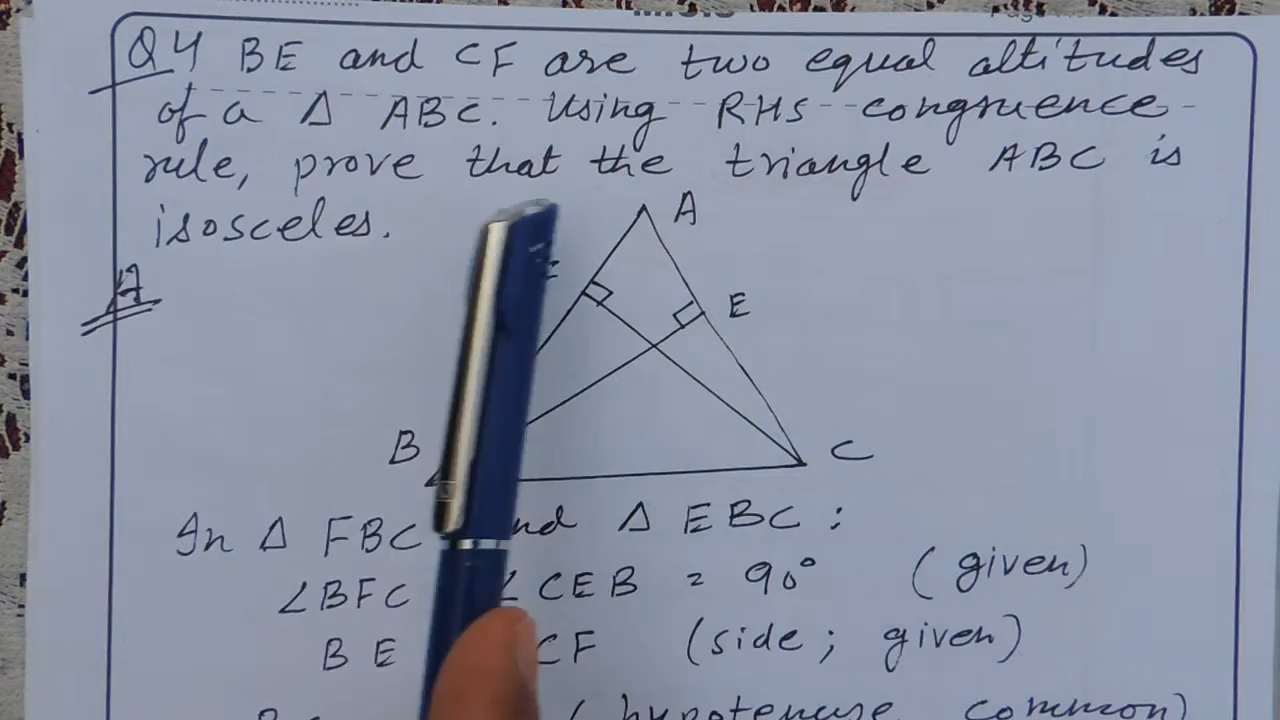 Q4 BE and CF are two equal altitudes
of a Δ ABC. Using RHS congruence
rule, prove that the triangle ABC is
isosceles.
A
A
E
B
C
In Δ FBC Δ EBC :
∠BFC ∠CEB = 90° (given)
BE CF (side; given)
(hypotenuse common)